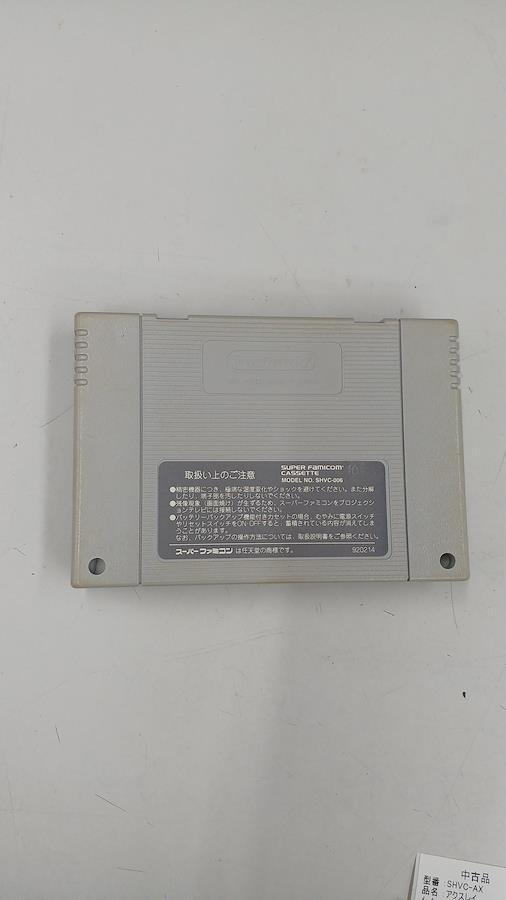 Nintendo
取扱い上のご注意
SUPER FAMICOM
CASSETTE
MODEL NO. SHVC-006
●精密機器につき、極端な温度変化やショックを避けてください。また分解
したり、端子部を汚したりしないでください。
●残像現象（画面焼け）が生ずるため、スーパーファミコンをプロジェクショ
ンテレビには接続しないでください。
●バッテリーバックアップ機能付き力セットの場合、むやみに電源スイッチ
やリセットスイッチをON・OFFすると、蓄積されている内容が消えてしま
うことがあります。
なお、バックアップの操作方法については、取扱説明書をご参照ください。
スーパーファミコン は任天堂の商標です。
920214
中古品
型番：SHVC-AX
品名：アクスレイ